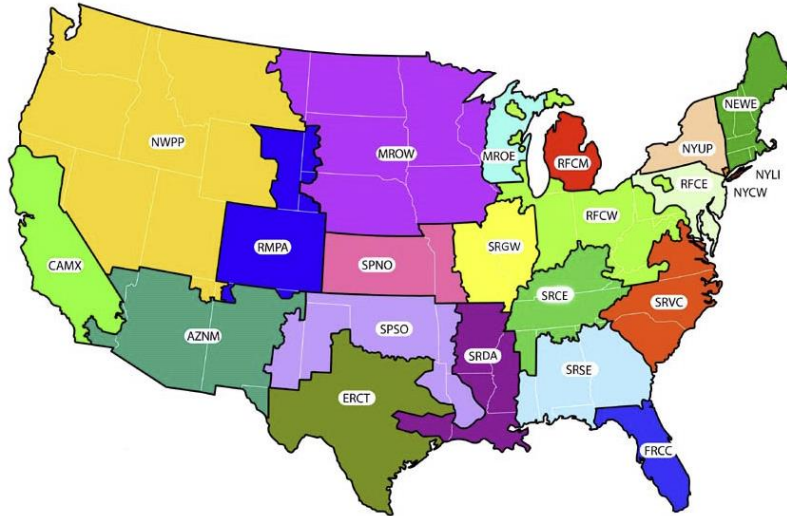 NEWE
NWPP
MROW
MROE
RFCM
NYUP
NYLI
NYCW
RFCE
RFCW
SRGW
RMPA
SPNO
CAMX
SRCE
SRVC
AZNM
SPSO
SRDA
SRSE
ERCT
FRCC